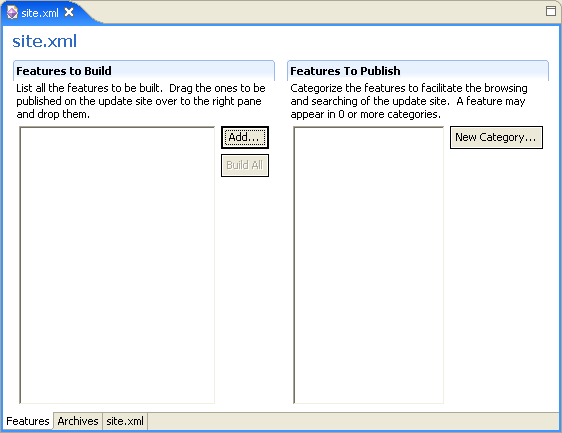 site.xml
site.xml
Features to Build
List all the features to be built.  Drag the ones to be
published on the update site over to the right pane
and drop them.
Add...
Build All
Features To Publish
Categorize the features to facilitate the browsing
and searching of the update site.  A feature may
appear in 0 or more categories.
New Category...
Features
Archives
site.xml